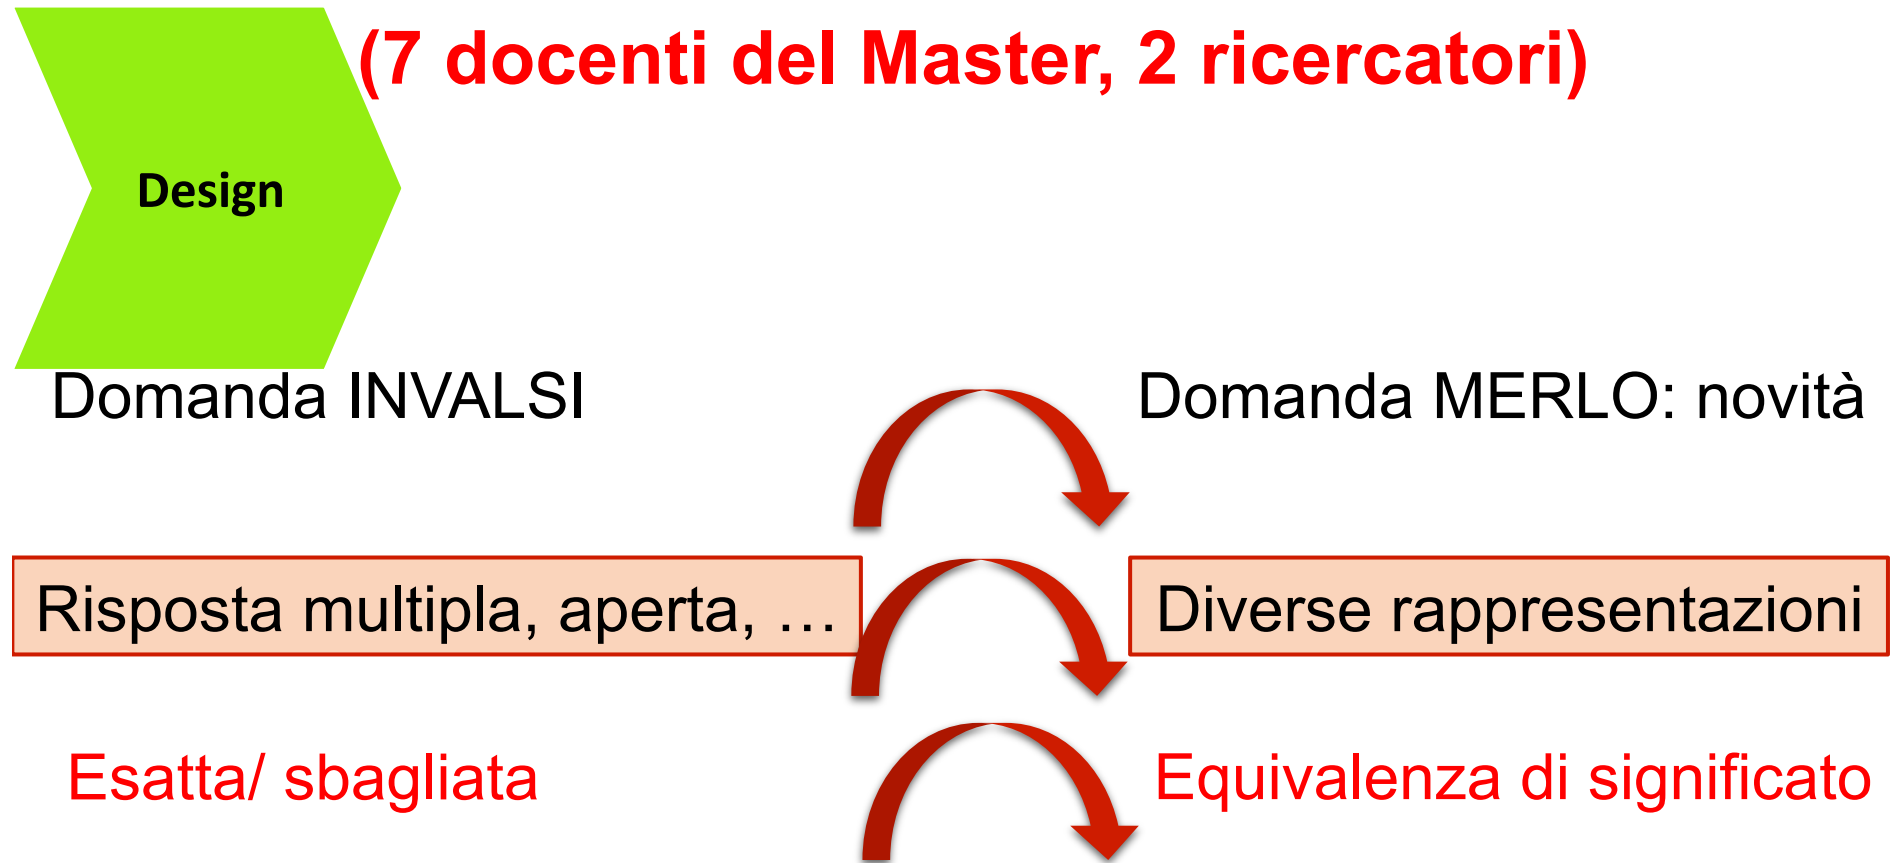 (7 docenti del Master, 2 ricercatori)
Design
Domanda INVALSI
Domanda MERLO: novità
Risposta multipla, aperta, …
Diverse rappresentazioni
Esatta/ sbagliata
Equivalenza di significato